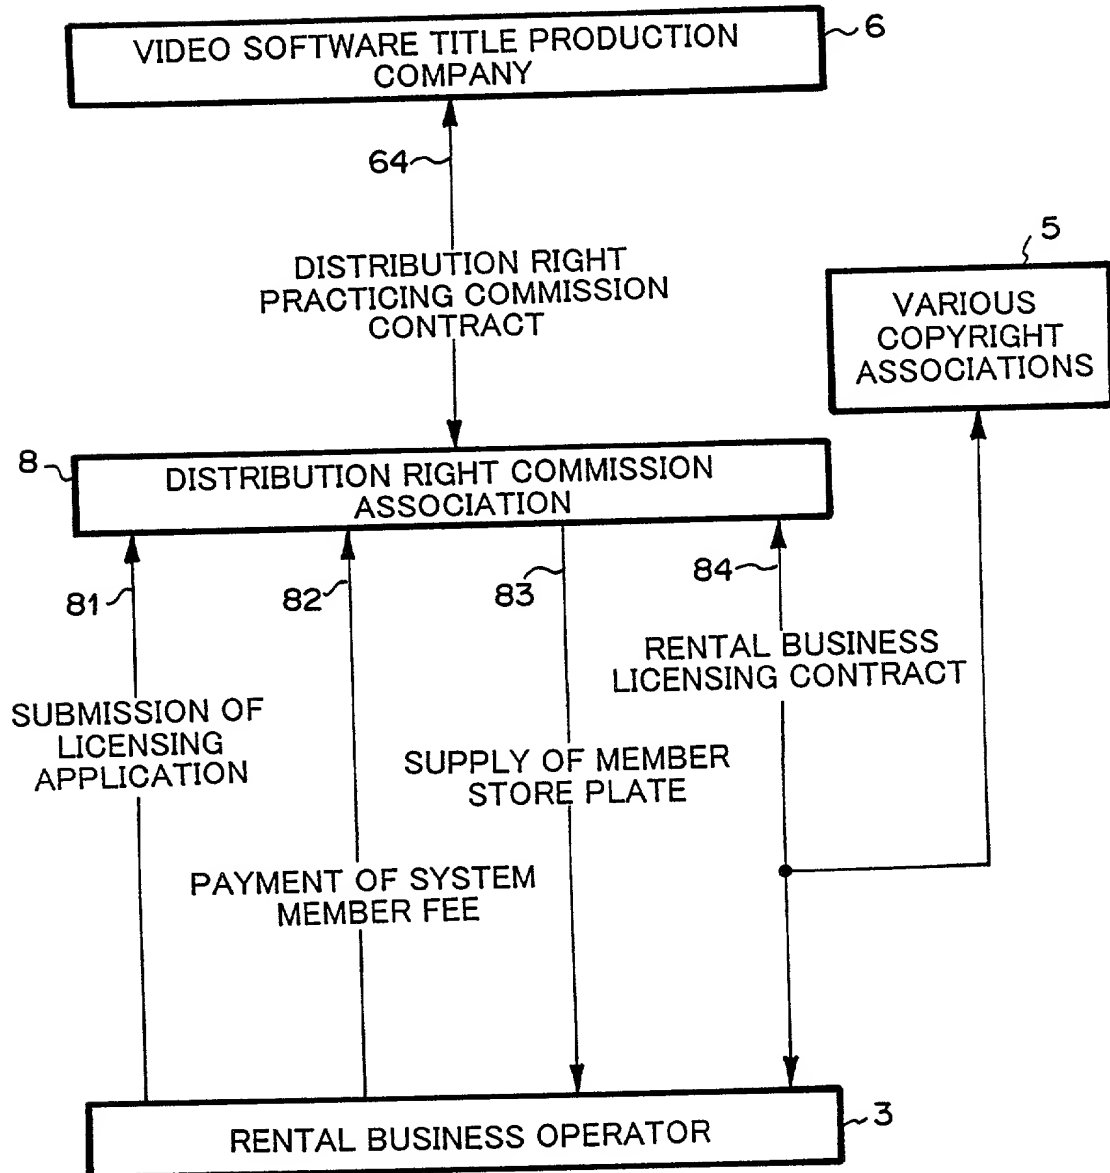 VIDEO SOFTWARE TITLE PRODUCTION
COMPANY
6
64
DISTRIBUTION RIGHT
PRACTICING COMMISSION
CONTRACT
5
VARIOUS
COPYRIGHT
ASSOCIATIONS
8
DISTRIBUTION RIGHT COMMISSION
ASSOCIATION
81
82
83
84
RENTAL BUSINESS
LICENSING CONTRACT
SUBMISSION OF
LICENSING
APPLICATION
SUPPLY OF MEMBER
STORE PLATE
PAYMENT OF SYSTEM
MEMBER FEE
RENTAL BUSINESS OPERATOR
3